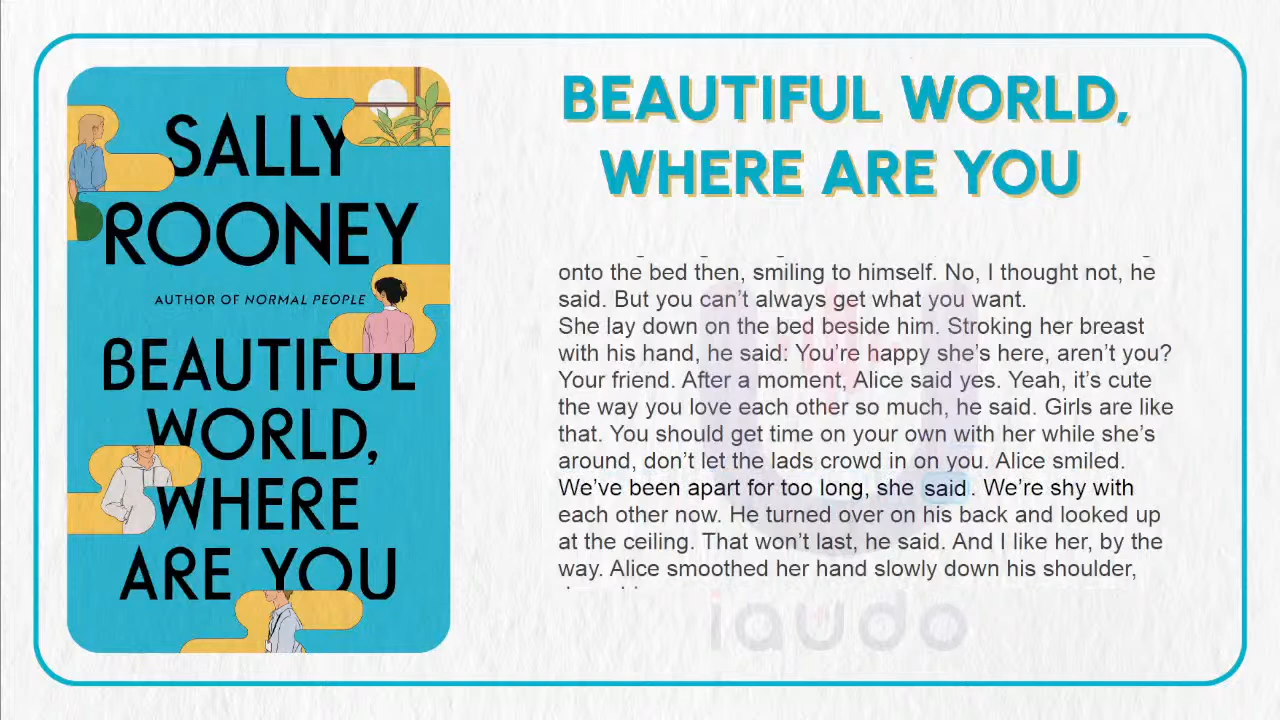 SALLY
ROONEY
AUTHOR OF NORMAL PEOPLE
BEAUTIFUL
WORLD,
WHERE
ARE YOU
BEAUTIFUL WORLD,
WHERE ARE YOU
onto the bed then, smiling to himself. No, I thought not, he
said. But you can’t always get what you want.
She lay down on the bed beside him. Stroking her breast
with his hand, he said: You’re happy she’s here, aren’t you?
Your friend. After a moment, Alice said yes. Yeah, it’s cute
the way you love each other so much, he said. Girls are like
that. You should get time on your own with her while she’s
around, don’t let the lads crowd in on you. Alice smiled.
We’ve been apart for too long, she said. We’re shy with
each other now. He turned over on his back and looked up
at the ceiling. That won’t last, he said. And I like her, by the
way. Alice smoothed her hand slowly down his shoulder,
iaudo